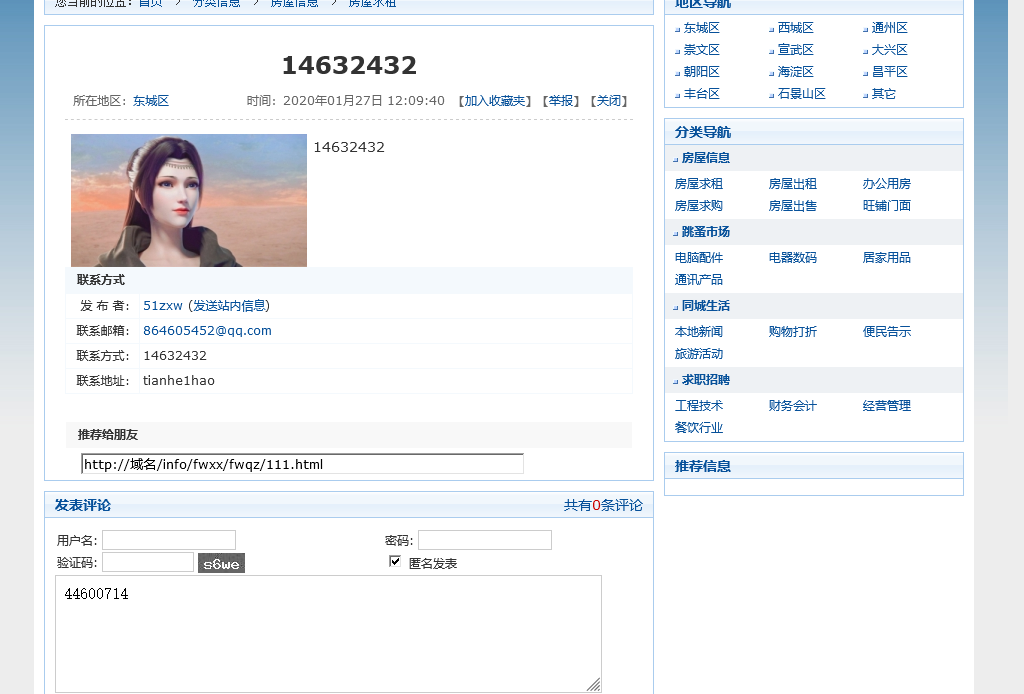 您当前的位置：首页 > 分类信息 > 房屋信息 > 房屋求租
14632432
所在地区：东城区 时间：2020年01月27日 12:09:40 【加入收藏夹】【举报】【关闭】
14632432
联系方式
发 布 者： 51zxw (发送站内信息)
联系邮箱： 864605452@qq.com
联系方式： 14632432
联系地址： tianhe1hao
推荐给朋友
http://域名/info/fwxx/fwqz/111.html
发表评论 共有0条评论
用户名: 密码:
验证码: s6we 匿名发表
44600714
地区导航
东城区 西城区 通州区
崇文区 宣武区 大兴区
朝阳区 海淀区 昌平区
丰台区 石景山区 其它
分类导航
房屋信息
房屋求租 房屋出租 办公用房
房屋求购 房屋出售 旺铺门面
跳蚤市场
电脑配件 电器数码 居家用品
通讯产品
同城生活
本地新闻 购物打折 便民告示
旅游活动
求职招聘
工程技术 财务会计 经营管理
餐饮行业
推荐信息